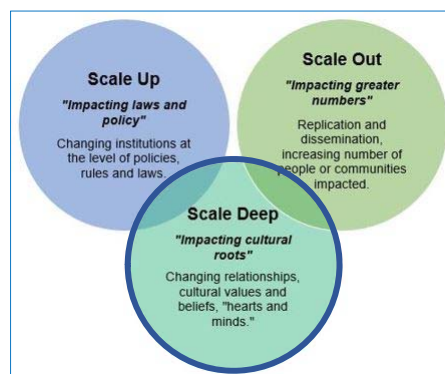 Scale Up
"Impacting laws and
policy"
Changing institutions at
the level of policies,
rules and laws.
Scale Out
"Impacting greater
numbers"
Replication and
dissemination,
increasing number of
people or communities
impacted.
Scale Deep
"Impacting cultural
roots"
Changing relationships,
cultural values and
beliefs, "hearts and
minds."